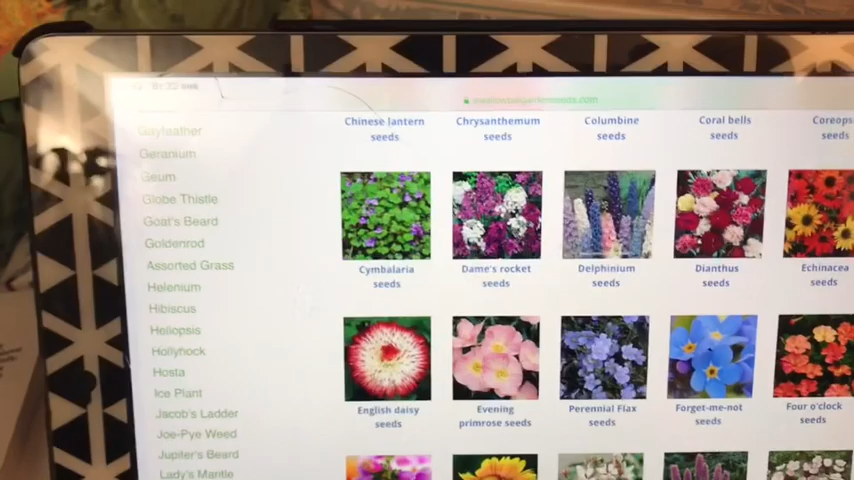 Chinese lantern seeds
Chrysanthemum seeds
Columbine seeds
Coral bells seeds
seeds
Gayfeather
Geranium
Geum
Globe Thistle
Goat's Beard
Goldenrod
Assorted Grass
Helenium
Hibiscus
Heliopsis
Hollyhock
Hosta
Ice Plant
Jacob's Ladder
Joe-Pye Weed
Jupiter's Beard
Lady's Mantle
Cymbalaria seeds
Dame's rocket seeds
Delphinium seeds
Dianthus seeds
Echinacea seeds
English daisy seeds
Evening primrose seeds
Perennial Flax seeds
Forget-me-not seeds
Four o'clock seeds